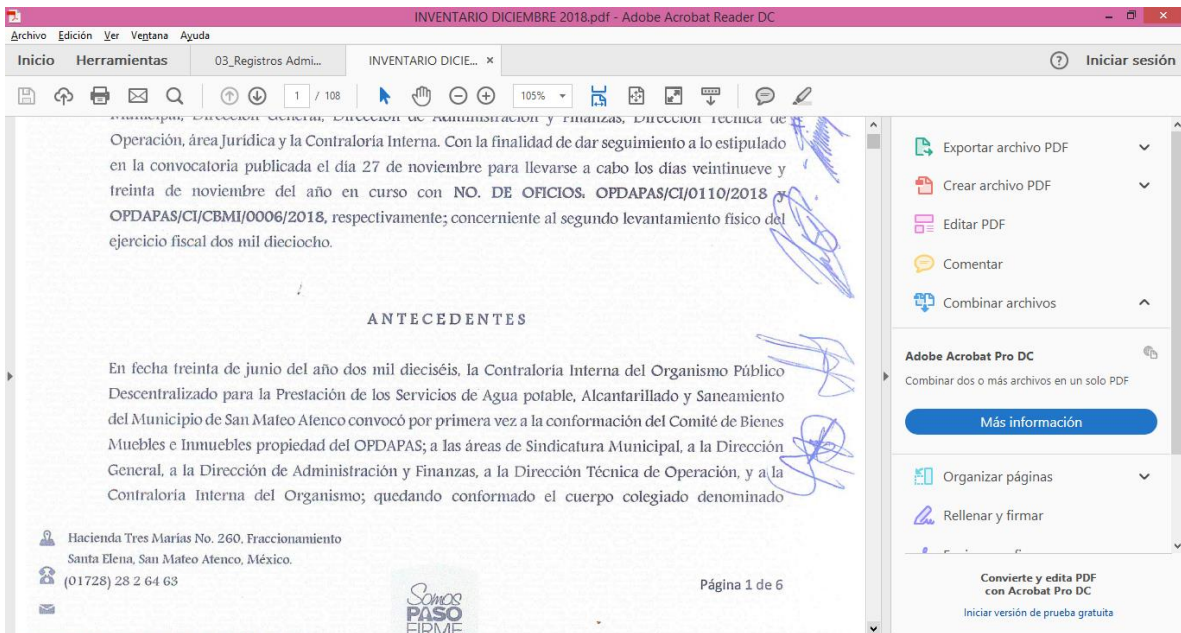 INVENTARIO DICIEMBRE 2018.pdf - Adobe Acrobat Reader DC
Archivo Edición Ver Ventana Ayuda
Inicio Herramientas 03_Registros Admi... INVENTARIO DICIE... × Iniciar sesión
1 / 108 105%
Municipal, Dirección General, Dirección de Administración y Finanzas, Dirección Técnica de
Operación, área Jurídica y la Contraloría Interna. Con la finalidad de dar seguimiento a lo estipulado
en la convocatoria publicada el día 27 de noviembre para llevarse a cabo los días veintinueve y
treinta de noviembre del año en curso con NO. DE OFICIOS. OPDAPAS/CI/0110/2018 y
OPDAPAS/CI/CBMI/0006/2018, respectivamente; concerniente al segundo levantamiento físico del
ejercicio fiscal dos mil dieciocho.
ANTECEDENTES
En fecha treinta de junio del año dos mil dieciséis, la Contraloría Interna del Organismo Público
Descentralizado para la Prestación de los Servicios de Agua potable, Alcantarillado y Saneamiento
del Municipio de San Mateo Atenco convocó por primera vez a la conformación del Comité de Bienes
Muebles e Inmuebles propiedad del OPDAPAS; a las áreas de Sindicatura Municipal, a la Dirección
General, a la Dirección de Administración y Finanzas, a la Dirección Técnica de Operación, y a la
Contraloría Interna del Organismo; quedando conformado el cuerpo colegiado denominado
Hacienda Tres Marías No. 260, Fraccionamiento
Santa Elena, San Mateo Atenco, México.
(01728) 28 2 64 63
Somos
PASO
FIRME
Página 1 de 6
Exportar archivo PDF
Crear archivo PDF
Editar PDF
Comentar
Combinar archivos
Adobe Acrobat Pro DC
Combinar dos o más archivos en un solo PDF
Más información
Organizar páginas
Rellenar y firmar
Convierte y edita PDF
con Acrobat Pro DC
Iniciar versión de prueba gratuita